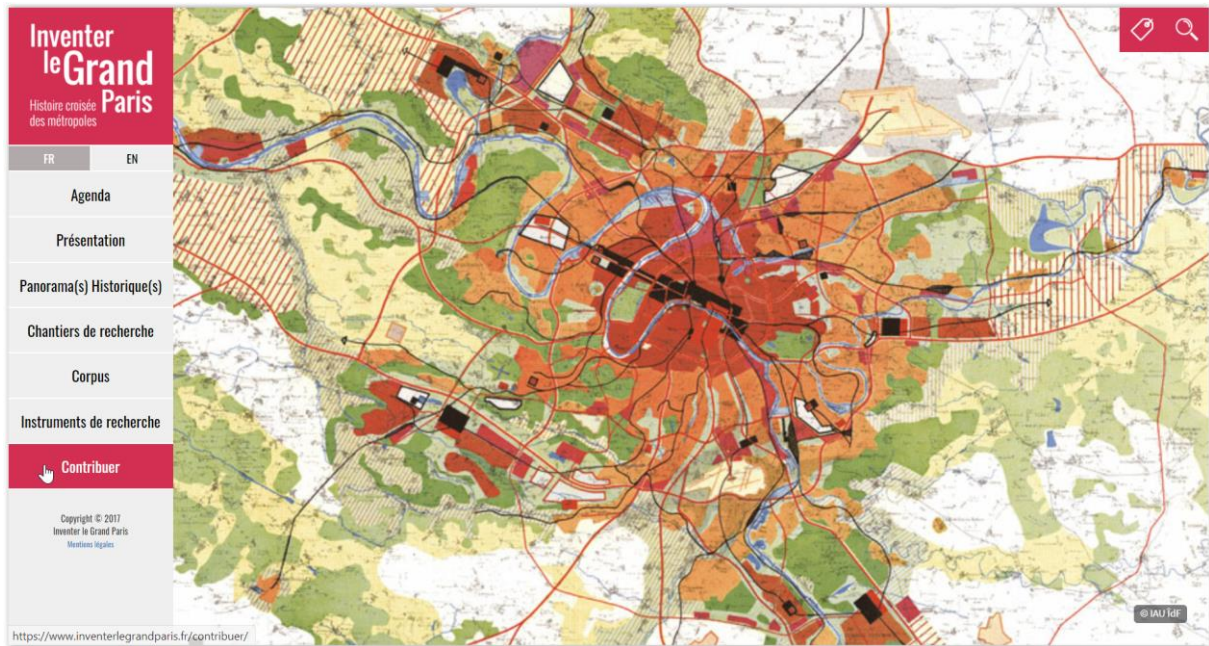 Inventer
le Grand
Histoire croisée Paris
des métropoles
FR EN
Agenda
Présentation
Panorama(s) Historique(s)
Chantiers de recherche
Corpus
Instruments de recherche
Contribuer
Copyright © 2017
Inventer le Grand Paris
Mentions légales
© IAU îdF
https://www.inventerlegrandparis.fr/contribuer/